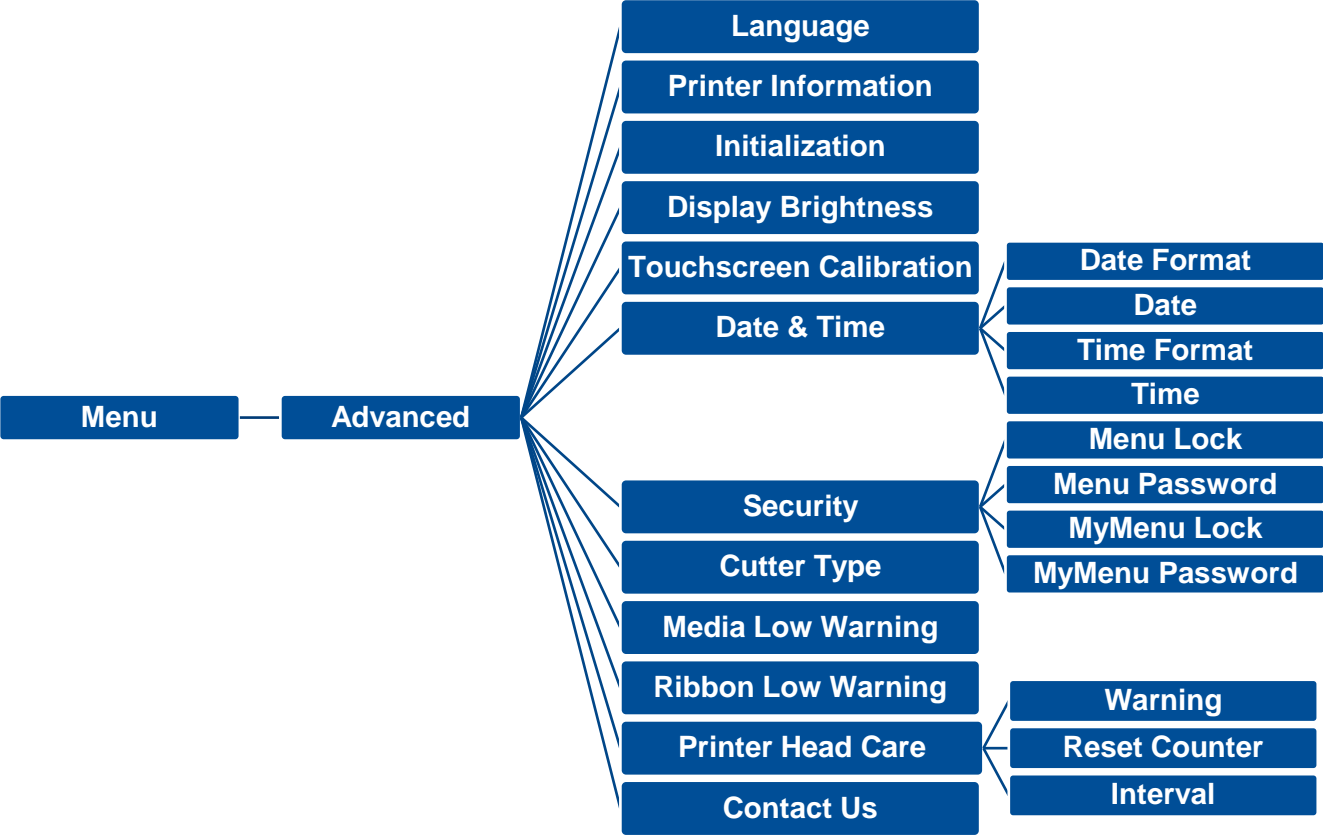 Menu
Advanced
Language
Printer Information
Initialization
Display Brightness
Touchscreen Calibration
Date & Time
Date Format
Date
Time Format
Time
Security
Menu Lock
Menu Password
MyMenu Lock
MyMenu Password
Cutter Type
Media Low Warning
Ribbon Low Warning
Printer Head Care
Warning
Reset Counter
Interval
Contact Us